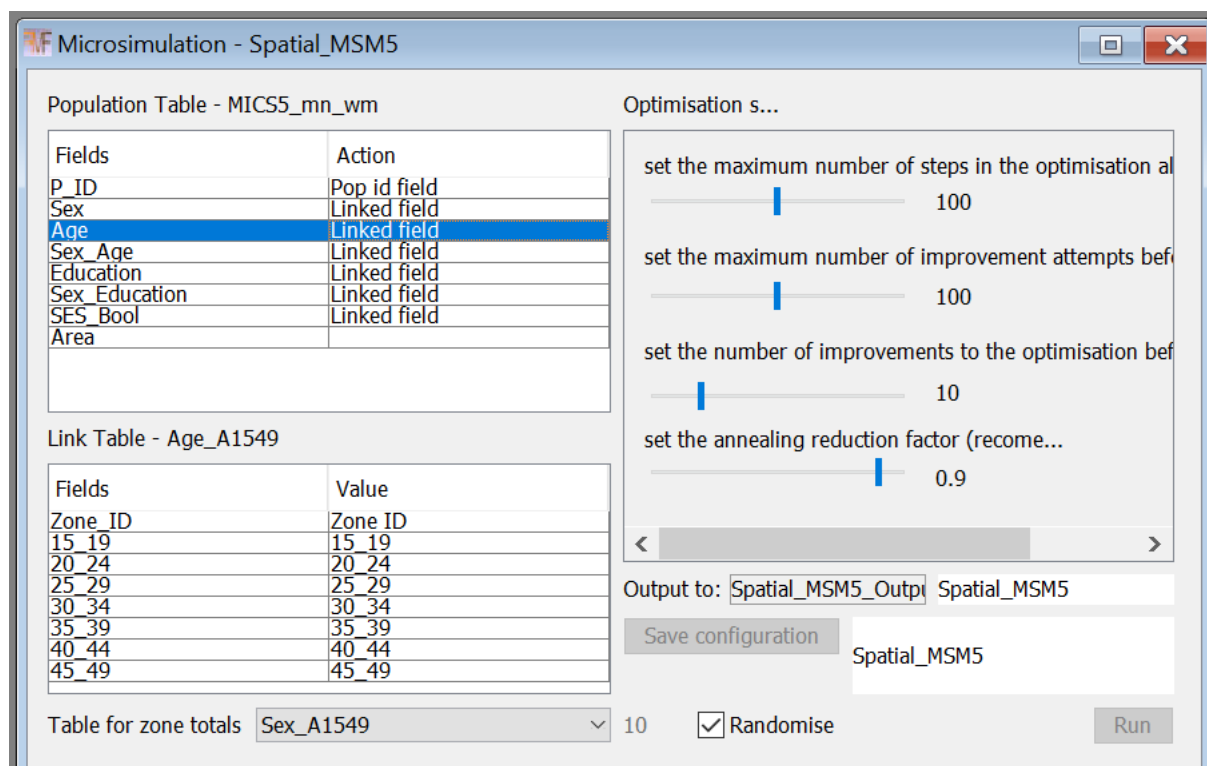 Microsimulation - Spatial_MSM5
Population Table - MICS5_mn_wm
Fields Action
P_ID Pop id field
Sex Linked field
Age Linked field
Sex_Age Linked field
Education Linked field
Sex_Education Linked field
SES_Bool Linked field
Area
Link Table - Age_A1549
Fields Value
Zone_ID Zone ID
15_19 15_19
20_24 20_24
25_29 25_29
30_34 30_34
35_39 35_39
40_44 40_44
45_49 45_49
Table for zone totals Sex_A1549 10
Optimisation s...
set the maximum number of steps in the optimisation al
100
set the maximum number of improvement attempts bef
100
set the number of improvements to the optimisation bef
10
set the annealing reduction factor (recome...
0.9
Output to: Spatial_MSM5_Outpu Spatial_MSM5
Save configuration Spatial_MSM5
Randomise Run